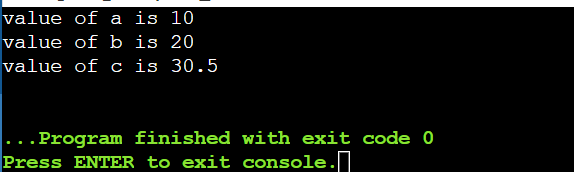 value of a is 10
value of b is 20
value of c is 30.5
...Program finished with exit code 0
Press ENTER to exit console.